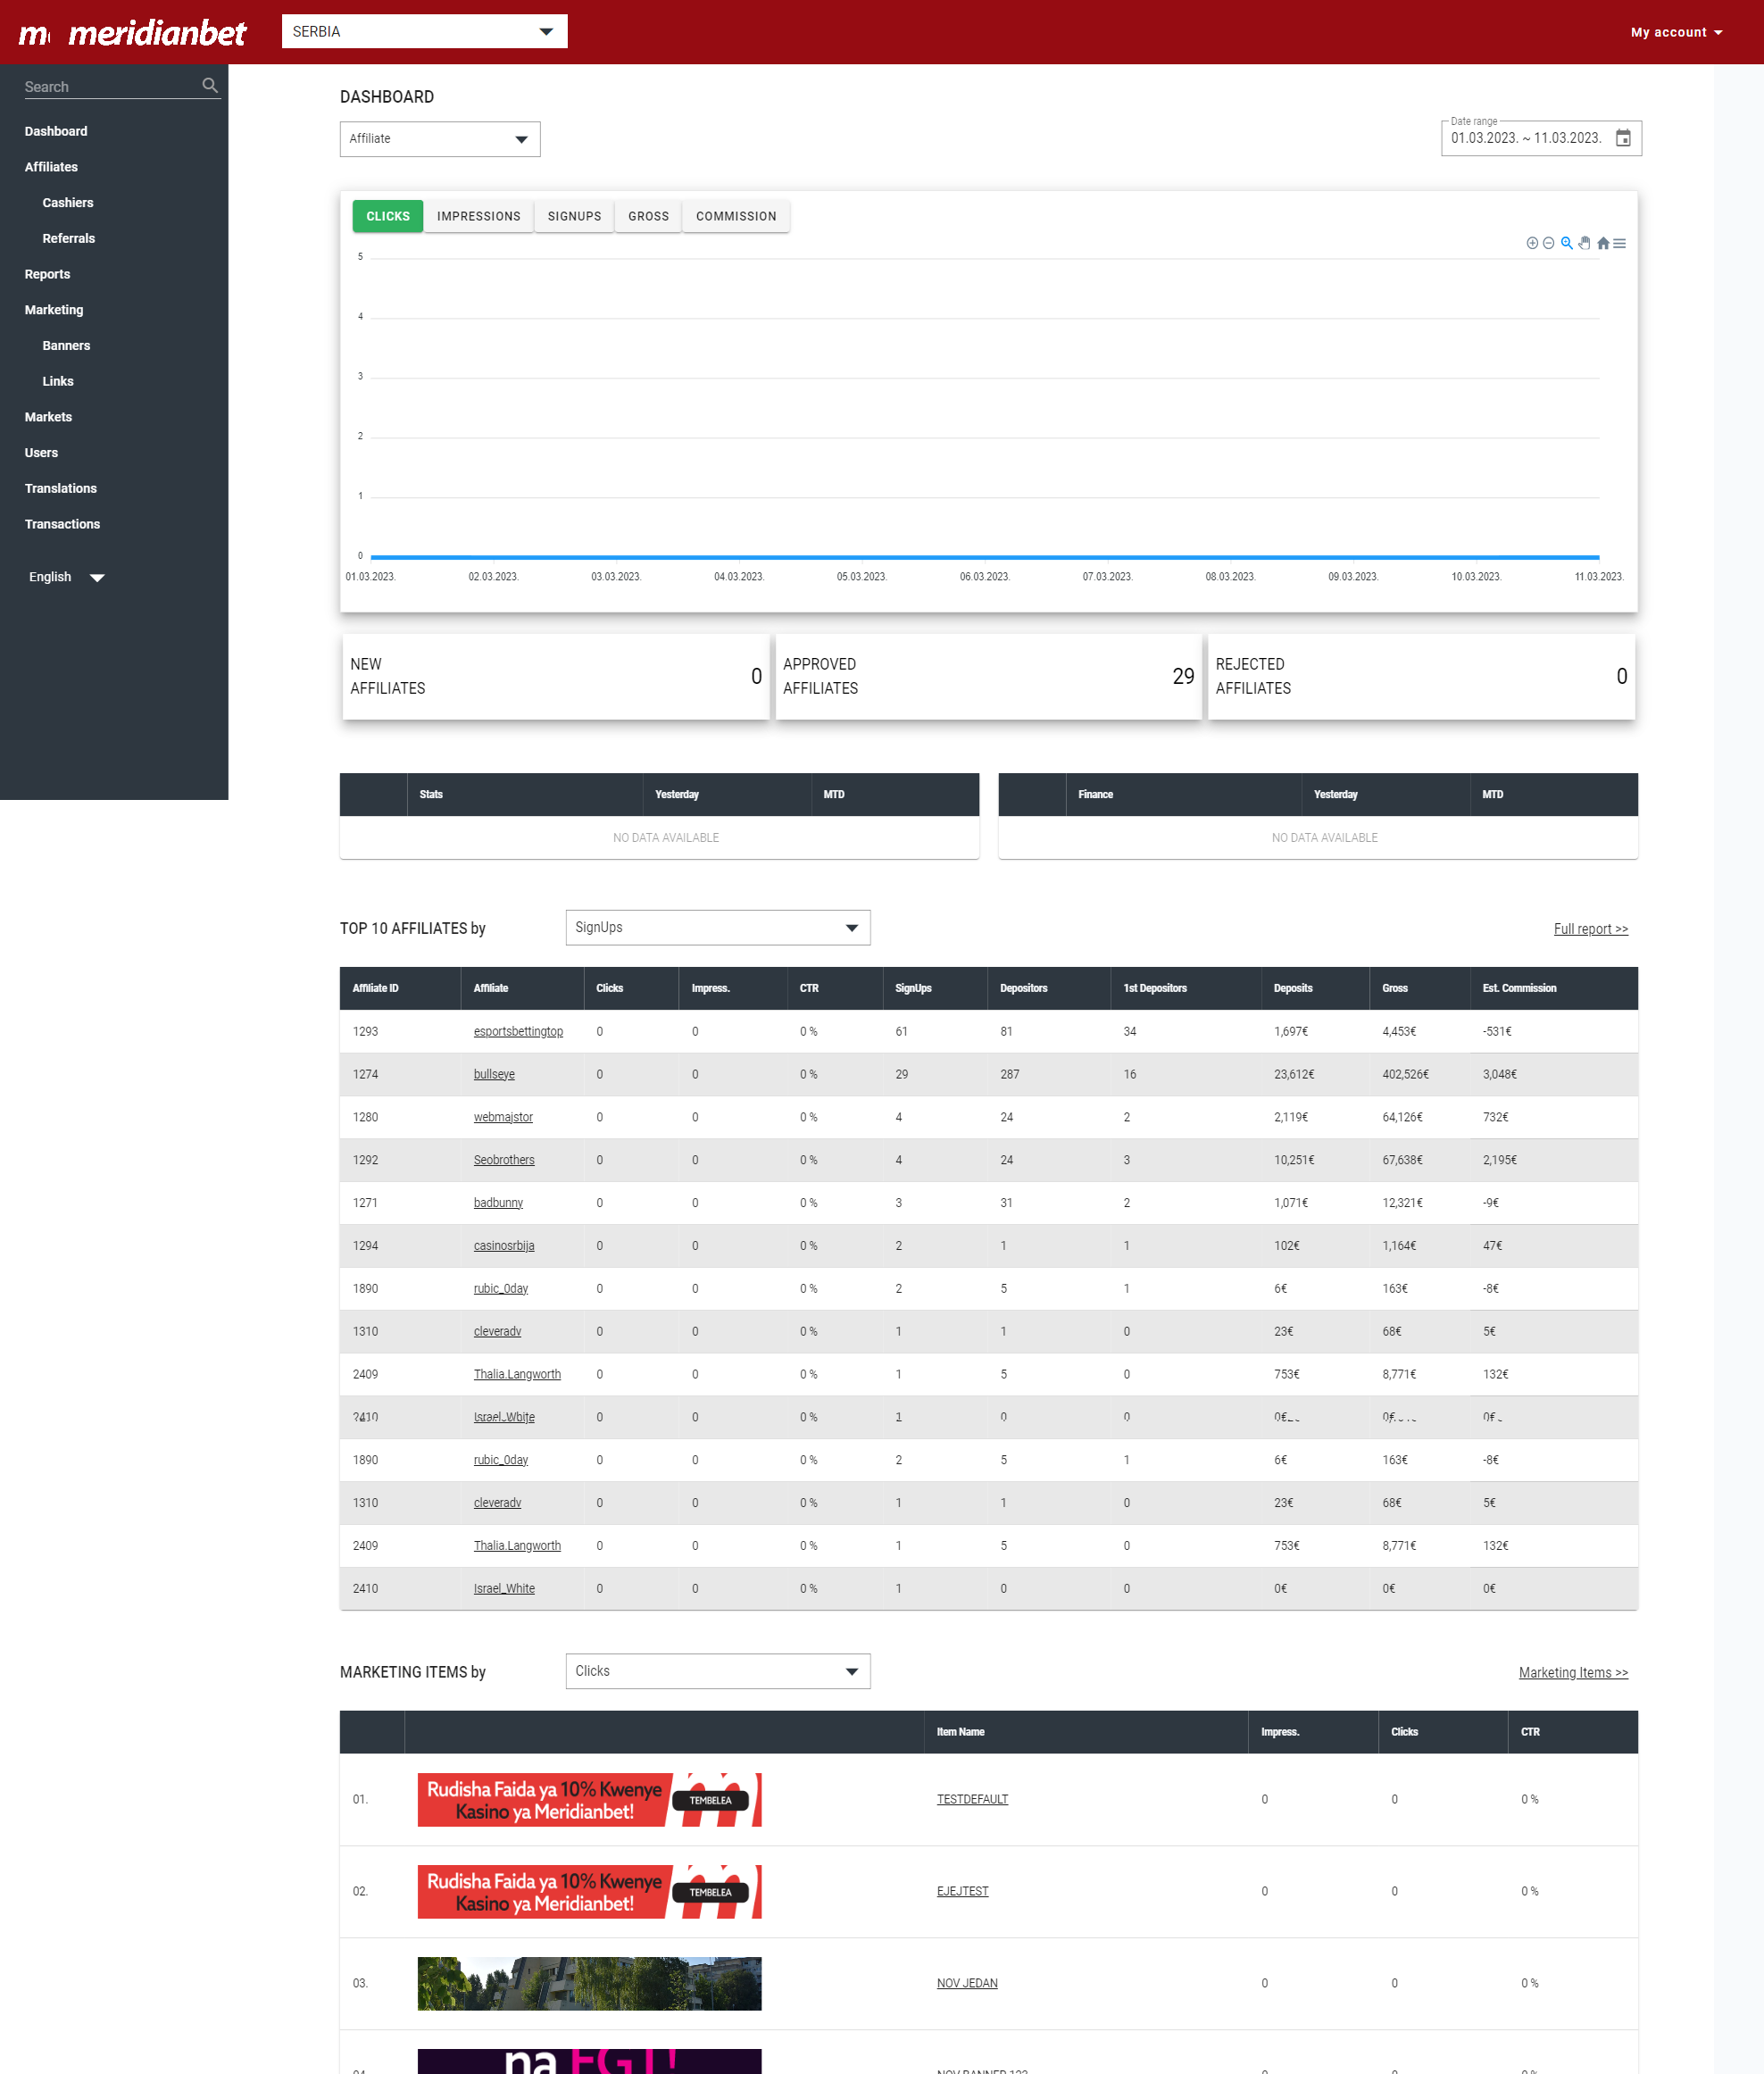 m meridianbet SERBIA My account
Search
Dashboard
Affiliates
Cashiers
Referrals
Reports
Marketing
Banners
Links
Markets
Users
Translations
Transactions
English
DASHBOARD
Affiliate
Date range
01.03.2023. ~ 11.03.2023.
CLICKS IMPRESSIONS SIGNUPS GROSS COMMISSION
5
4
3
2
1
0
01.03.2023. 02.03.2023. 03.03.2023. 04.03.2023. 05.03.2023. 06.03.2023. 07.03.2023. 08.03.2023. 09.03.2023. 10.03.2023. 11.03.2023.
NEW
AFFILIATES
0
APPROVED
AFFILIATES
29
REJECTED
AFFILIATES
0
Stats Yesterday MTD
NO DATA AVAILABLE
Finance Yesterday MTD
NO DATA AVAILABLE
TOP 10 AFFILIATES by SignUps Full report >>
Affiliate ID Affiliate Clicks Impress. CTR SignUps Depositors 1st Depositors Deposits Gross Est. Commission
1293 esportsbettingtop 0 0 0 % 61 81 34 1,697€ 4,453€ -531€
1274 bullseye 0 0 0 % 29 287 16 23,612€ 402,526€ 3,048€
1280 webmajstor 0 0 0 % 4 24 2 2,119€ 64,126€ 732€
1292 Seobrothers 0 0 0 % 4 24 3 10,251€ 67,638€ 2,195€
1271 badbunny 0 0 0 % 3 31 2 1,071€ 12,321€ -9€
1294 casinosrbija 0 0 0 % 2 1 1 102€ 1,164€ 47€
1890 rubic_0day 0 0 0 % 2 5 1 6€ 163€ -8€
1310 cleveradv 0 0 0 % 1 1 0 23€ 68€ 5€
2409 Thalia.Langworth 0 0 0 % 1 5 0 753€ 8,771€ 132€
0 0 0 % 1 0 0
1890 rubic_0day 0 0 0 % 2 5 1 6€ 163€ -8€
1310 cleveradv 0 0 0 % 1 1 0 23€ 68€ 5€
2409 Thalia.Langworth 0 0 0 % 1 5 0 753€ 8,771€ 132€
2410 Israel_White 0 0 0 % 1 0 0 0€ 0€ 0€
MARKETING ITEMS by Clicks Marketing Items >>
Item Name Impress. Clicks CTR
01. Rudisha Faida ya 10% Kwenye
Kasino ya Meridianbet! TEMBELEA TESTDEFAULT 0 0 0 %
02. Rudisha Faida ya 10% Kwenye
Kasino ya Meridianbet! TEMBELEA EJEJTEST 0 0 0 %
03. NOV JEDAN 0 0 0 %
na EGT!